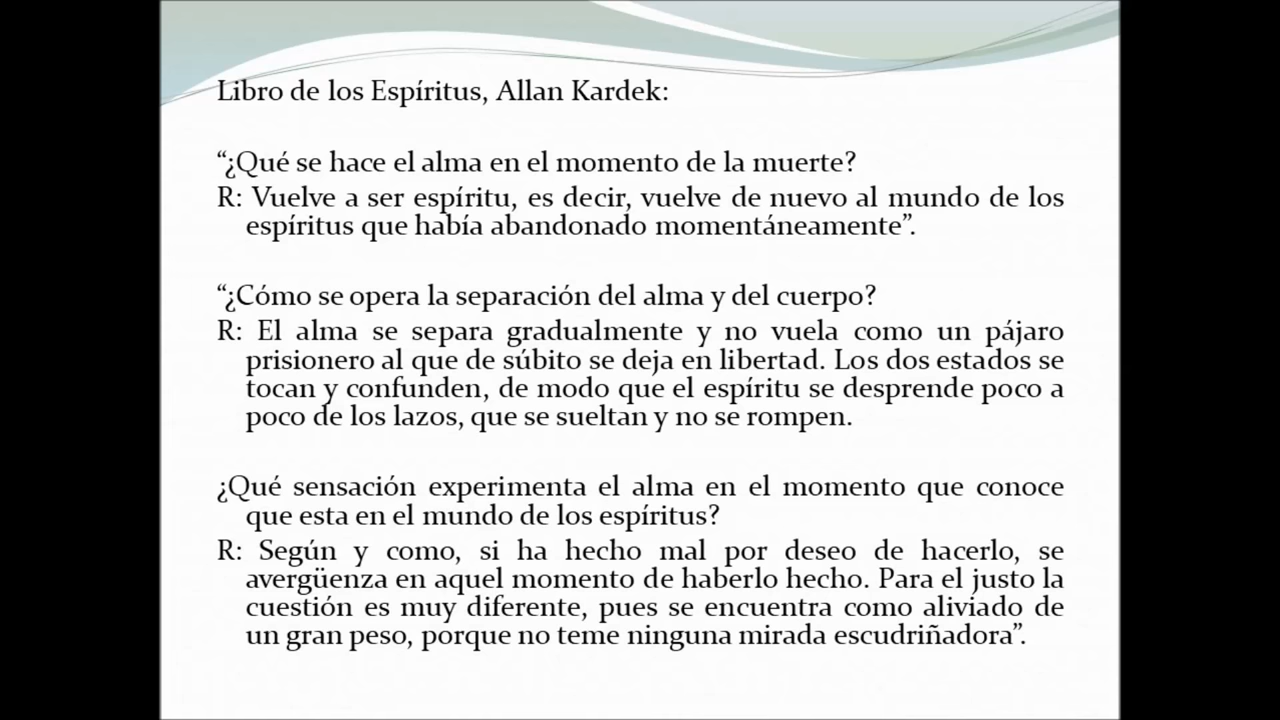 Libro de los Espíritus, Allan Kardek:
“¿Qué se hace el alma en el momento de la muerte?
R: Vuelve a ser espíritu, es decir, vuelve de nuevo al mundo de los
espíritus que había abandonado momentáneamente”.
“¿Cómo se opera la separación del alma y del cuerpo?
R: El alma se separa gradualmente y no vuela como un pájaro
prisionero al que de súbito se deja en libertad. Los dos estados se
tocan y confunden, de modo que el espíritu se desprende poco a
poco de los lazos, que se sueltan y no se rompen.
¿Qué sensación experimenta el alma en el momento que conoce
que esta en el mundo de los espíritus?
R: Según y como, si ha hecho mal por deseo de hacerlo, se
avergüenza en aquel momento de haberlo hecho. Para el justo la
cuestión es muy diferente, pues se encuentra como aliviado de
un gran peso, porque no teme ninguna mirada escudriñadora”.